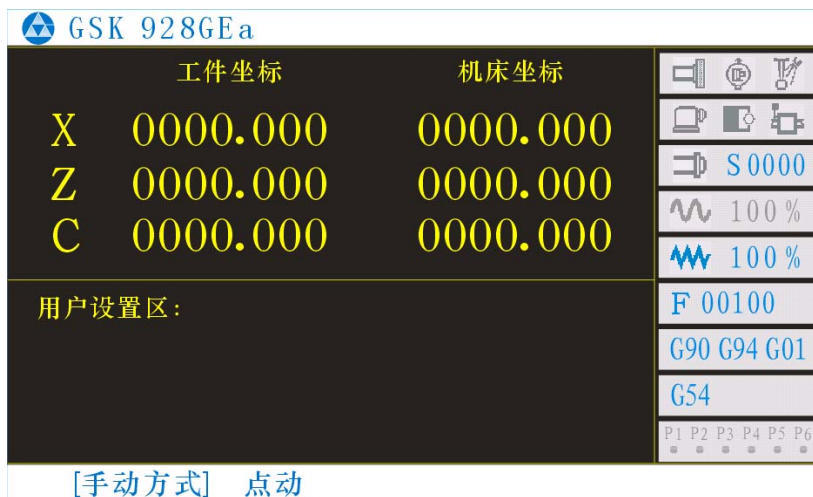 GSK 928GEa
工件坐标 机床坐标
X 0000.000 0000.000
Z 0000.000 0000.000
C 0000.000 0000.000
用户设置区:
S0000
100%
100%
F 00100
G90 G94 G01
G54
P1 P2 P3 P4 P5 P6
[手动方式] 点动